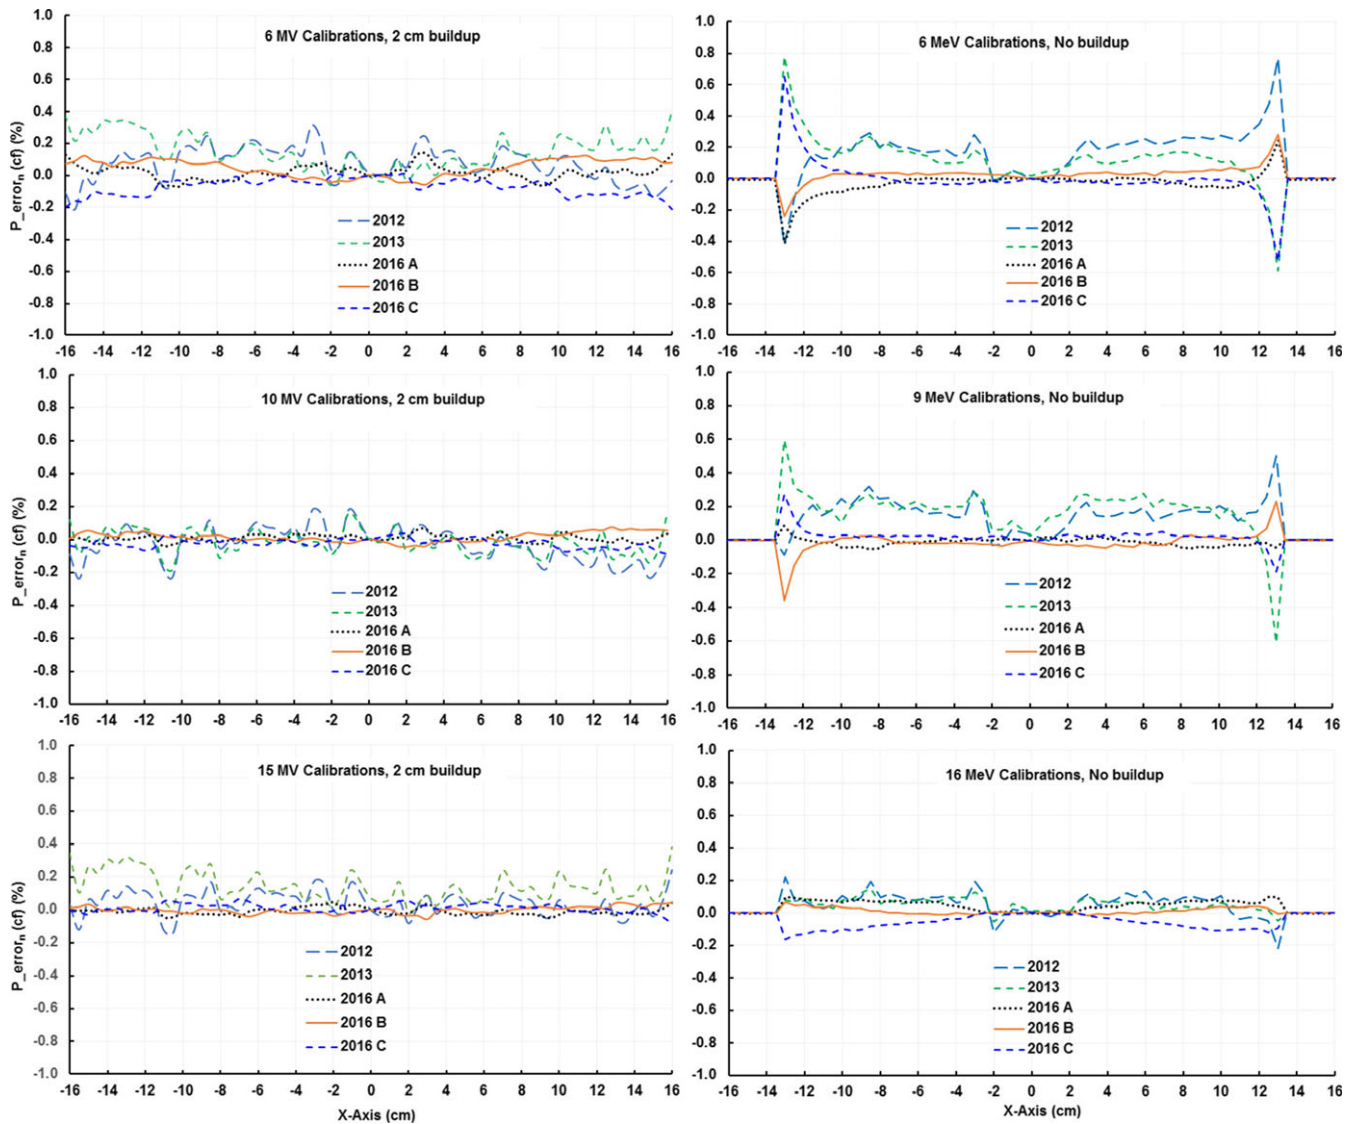 6 MV Calibrations, 2 cm buildup
P_errorn (cf) (%)
1.0
0.8
0.6
0.4
0.2
0.0
-0.2
-0.4
-0.6
-0.8
-1.0
2012
2013
2016 A
2016 B
2016 C
-16 -14 -12 -10 -8 -6 -4 -2 0 2 4 6 8 10 12 14 16
6 MeV Calibrations, No buildup
1.0
0.8
0.6
0.4
0.2
0.0
-0.2
-0.4
-0.6
-0.8
-1.0
2012
2013
2016 A
2016 B
2016 C
-16 -14 -12 -10 -8 -6 -4 -2 0 2 4 6 8 10 12 14 16
10 MV Calibrations, 2 cm buildup
P_errorn (cf) (%)
1.0
0.8
0.6
0.4
0.2
0.0
-0.2
-0.4
-0.6
-0.8
-1.0
2012
2013
2016 A
2016 B
2016 C
-16 -14 -12 -10 -8 -6 -4 -2 0 2 4 6 8 10 12 14 16
9 MeV Calibrations, No buildup
1.0
0.8
0.6
0.4
0.2
0.0
-0.2
-0.4
-0.6
-0.8
-1.0
2012
2013
2016 A
2016 B
2016 C
-16 -14 -12 -10 -8 -6 -4 -2 0 2 4 6 8 10 12 14 16
15 MV Calibrations, 2 cm buildup
P_errorn (cf) (%)
1.0
0.8
0.6
0.4
0.2
0.0
-0.2
-0.4
-0.6
-0.8
-1.0
2012
2013
2016 A
2016 B
2016 C
-16 -14 -12 -10 -8 -6 -4 -2 0 2 4 6 8 10 12 14 16
X-Axis (cm)
16 MeV Calibrations, No buildup
1.0
0.8
0.6
0.4
0.2
0.0
-0.2
-0.4
-0.6
-0.8
-1.0
2012
2013
2016 A
2016 B
2016 C
-16 -14 -12 -10 -8 -6 -4 -2 0 2 4 6 8 10 12 14 16
X-Axis (cm)